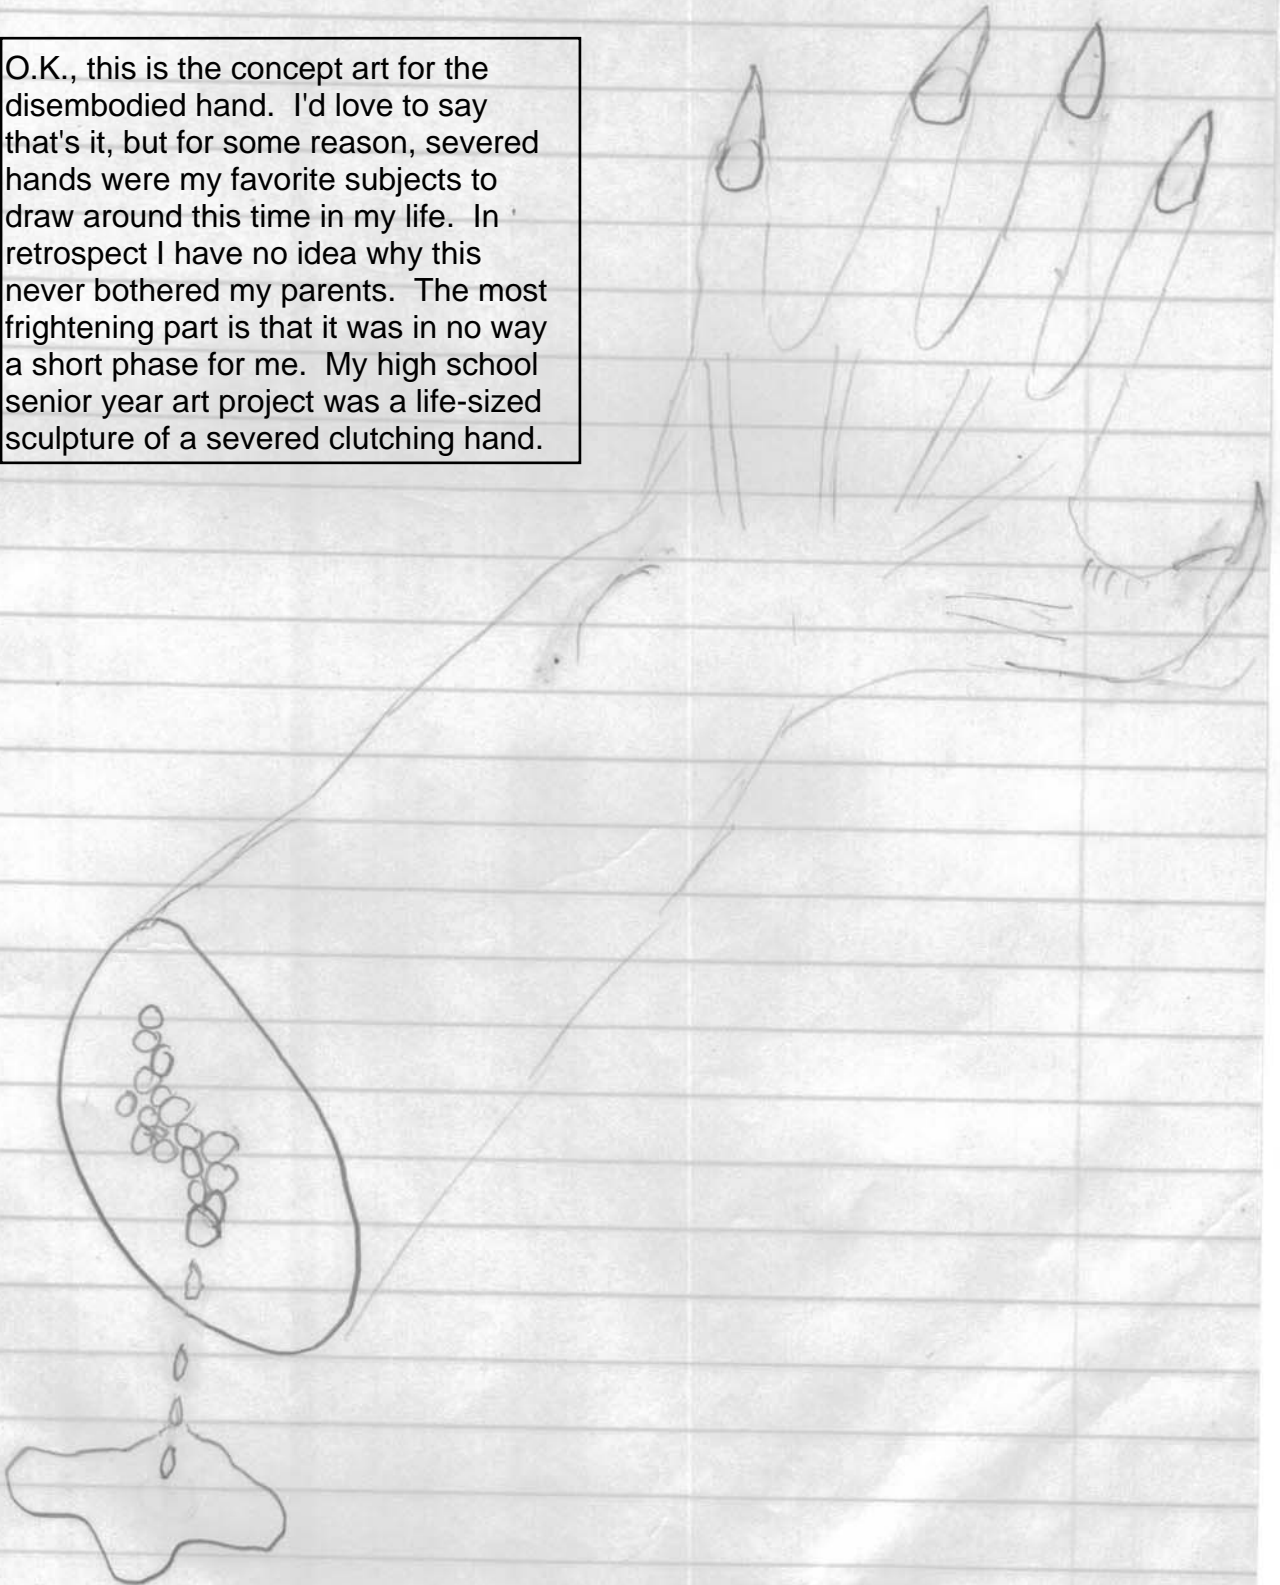 O.K., this is the concept art for the
disembodied hand.  I'd love to say
that's it, but for some reason, severed
hands were my favorite subjects to
draw around this time in my life.  In
retrospect I have no idea why this
never bothered my parents.  The most
frightening part is that it was in no way
a short phase for me.  My high school
senior year art project was a life-sized
sculpture of a severed clutching hand.